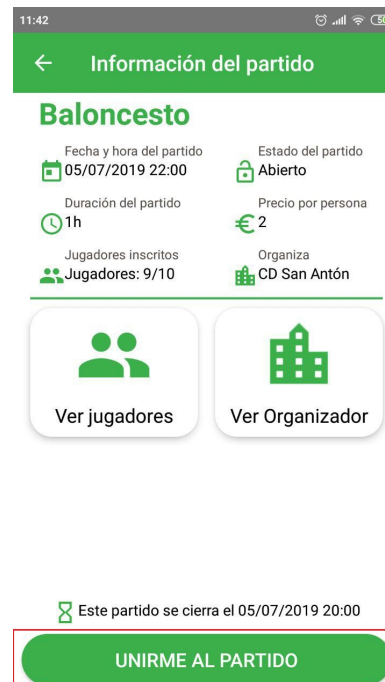 11:42
Información del partido
Baloncesto
Fecha y hora del partido
05/07/2019 22:00
Estado del partido
Abierto
Duración del partido
1h
Precio por persona
2
Jugadores inscritos
Jugadores: 9/10
Organiza
CD San Antón
Ver jugadores
Ver Organizador
Este partido se cierra el 05/07/2019 20:00
UNIRME AL PARTIDO